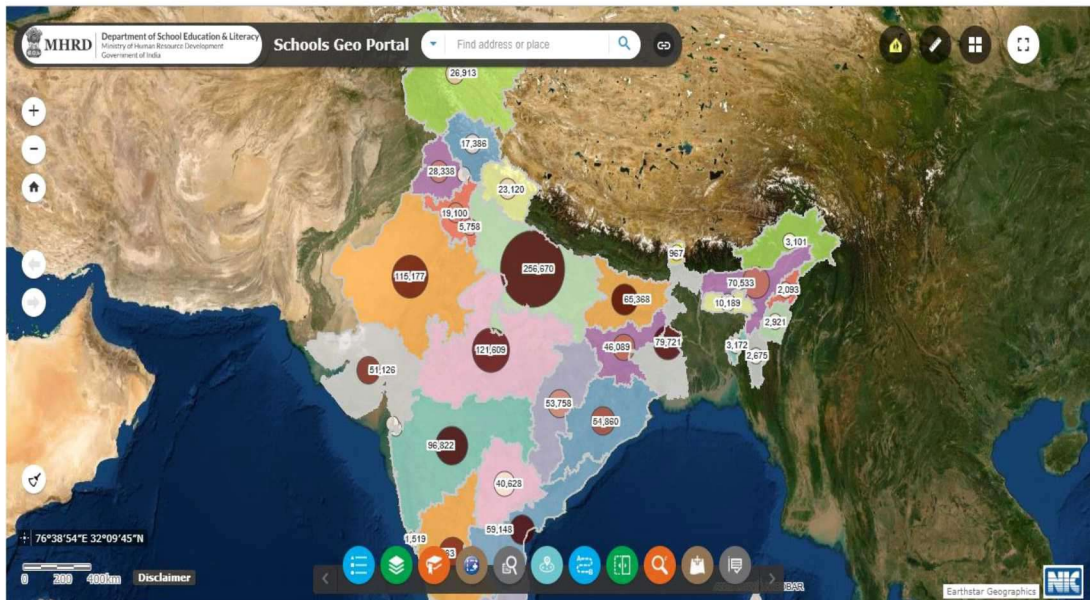 MHRD
Department of School Education & Literacy
Ministry of Human Resource Development
Government of India
Schools Geo Portal
Find address or place
26,913
17,386
28,338
23,120
19,100
5,758
967
3,101
115,177
256,670
70,533
2,093
65,368
10,189
2,921
121,609
46,089
79,721
3,172
2,675
51,126
53,758
54,860
96,822
40,628
59,148
1,519
76°38'54"E 32°09'45"N
0 200 400km
Disclaimer
Earthstar Geographics
NIC